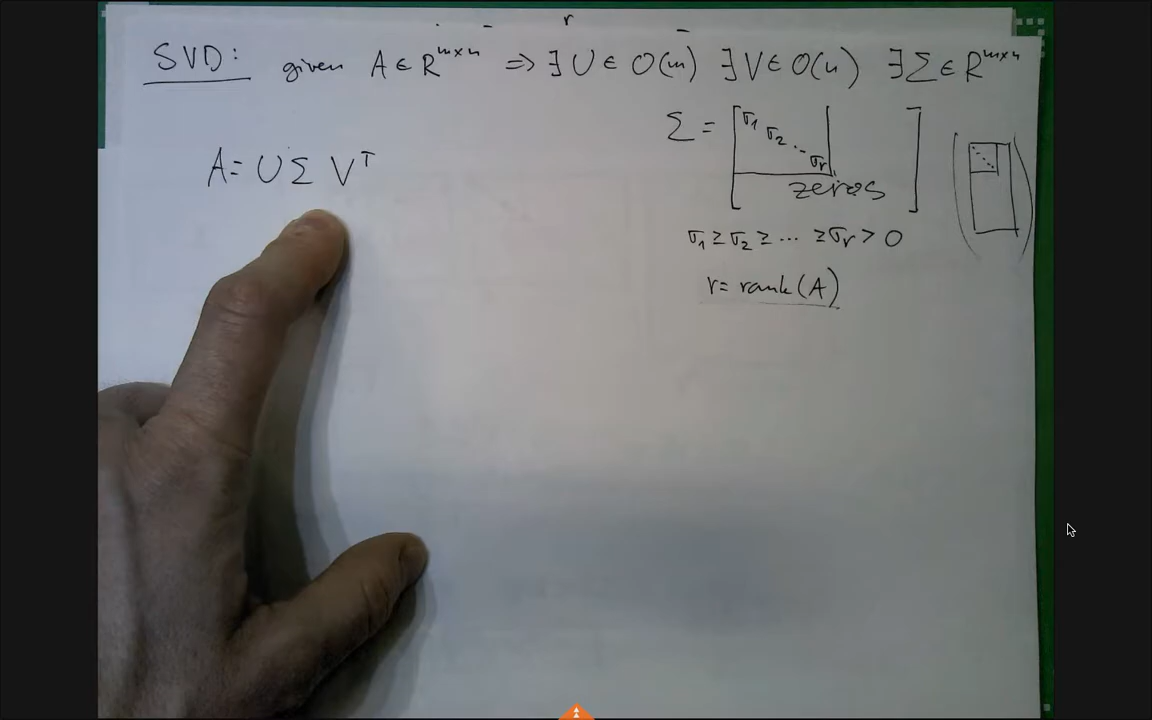 r
SVD: given A ∈ R^{m×n} ⇒ ∃ U ∈ O(m) ∃ V ∈ O(n) ∃ Σ ∈ R^{m×n}
Σ = [σ₁ σ₂ ⋱ σᵣ zeros]
A = U Σ V^T
σ₁ ≥ σ₂ ≥ ⋯ ≥ σᵣ > 0
r = rank(A)